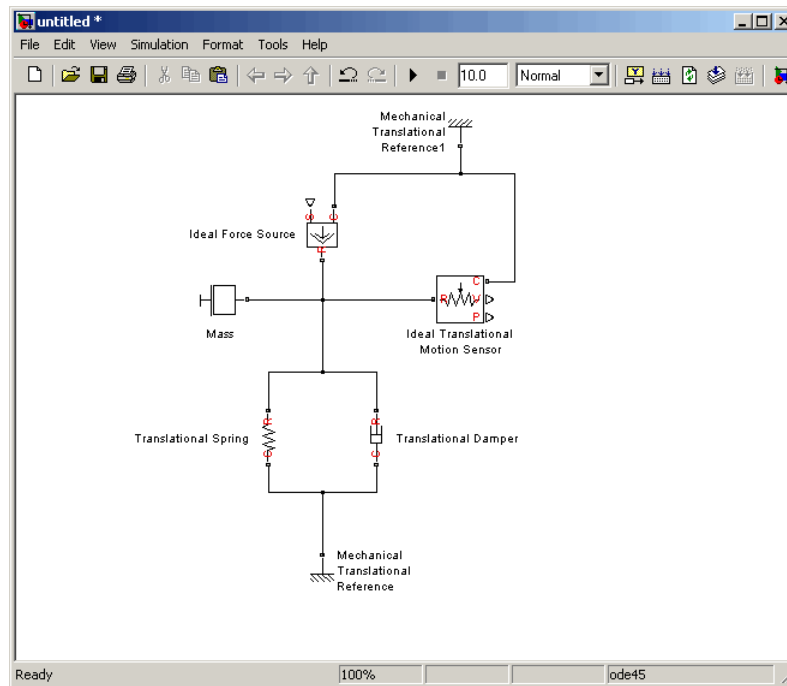 untitled *
File Edit View Simulation Format Tools Help
10.0 Normal
Mechanical
Translational
Reference1
S C
Ideal Force Source
R
C
R V
P
Mass
Ideal Translational
Motion Sensor
R R
Translational Spring Translational Damper
C C
Mechanical
Translational
Reference
Ready 100% ode45